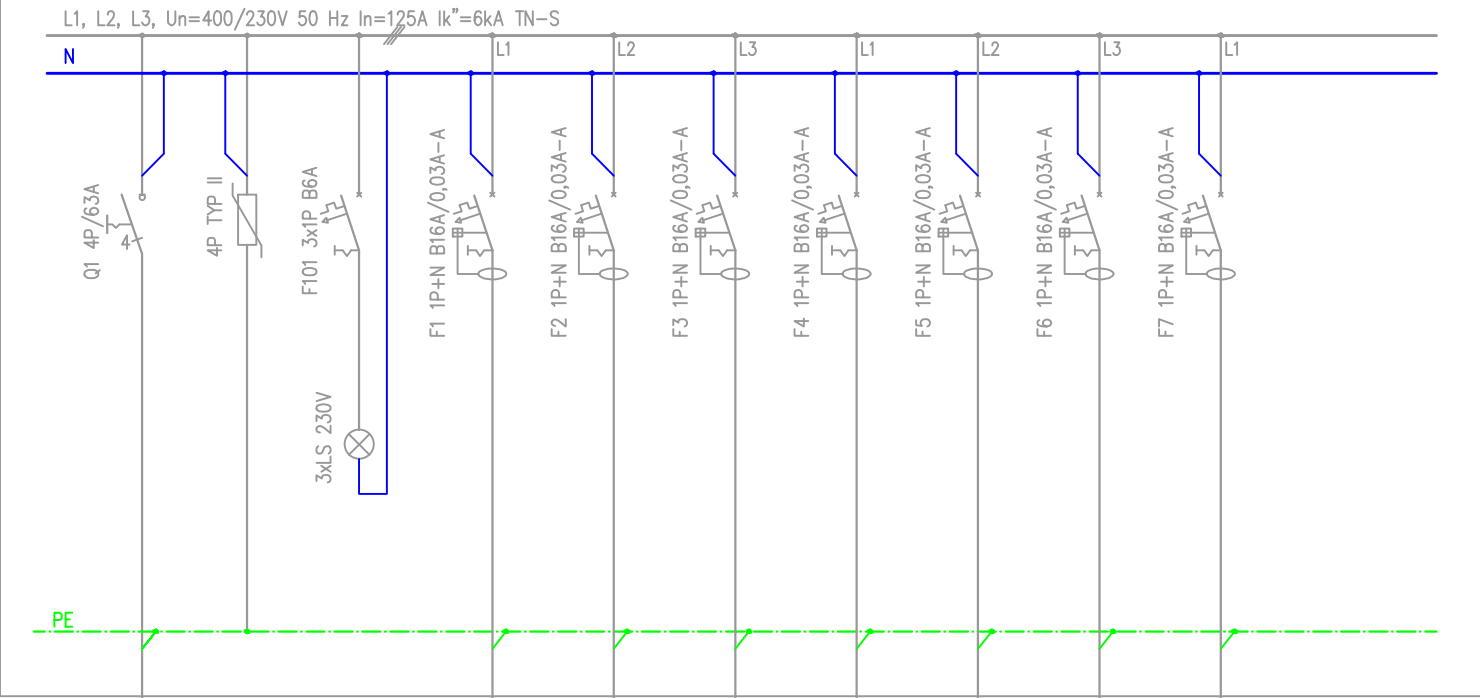 L1, L2, L3, Un=400/230V 50 Hz In=125A Ik”=6kA TN-S
N
L1
L2
L3
L1
L2
L3
L1
Q1 4P/63A
4
4P TYP II
F101 3x1P B6A
3xLS 230V
F1 1P+N B16A/0,03A-A
F2 1P+N B16A/0,03A-A
F3 1P+N B16A/0,03A-A
F4 1P+N B16A/0,03A-A
F5 1P+N B16A/0,03A-A
F6 1P+N B16A/0,03A-A
F7 1P+N B16A/0,03A-A
PE